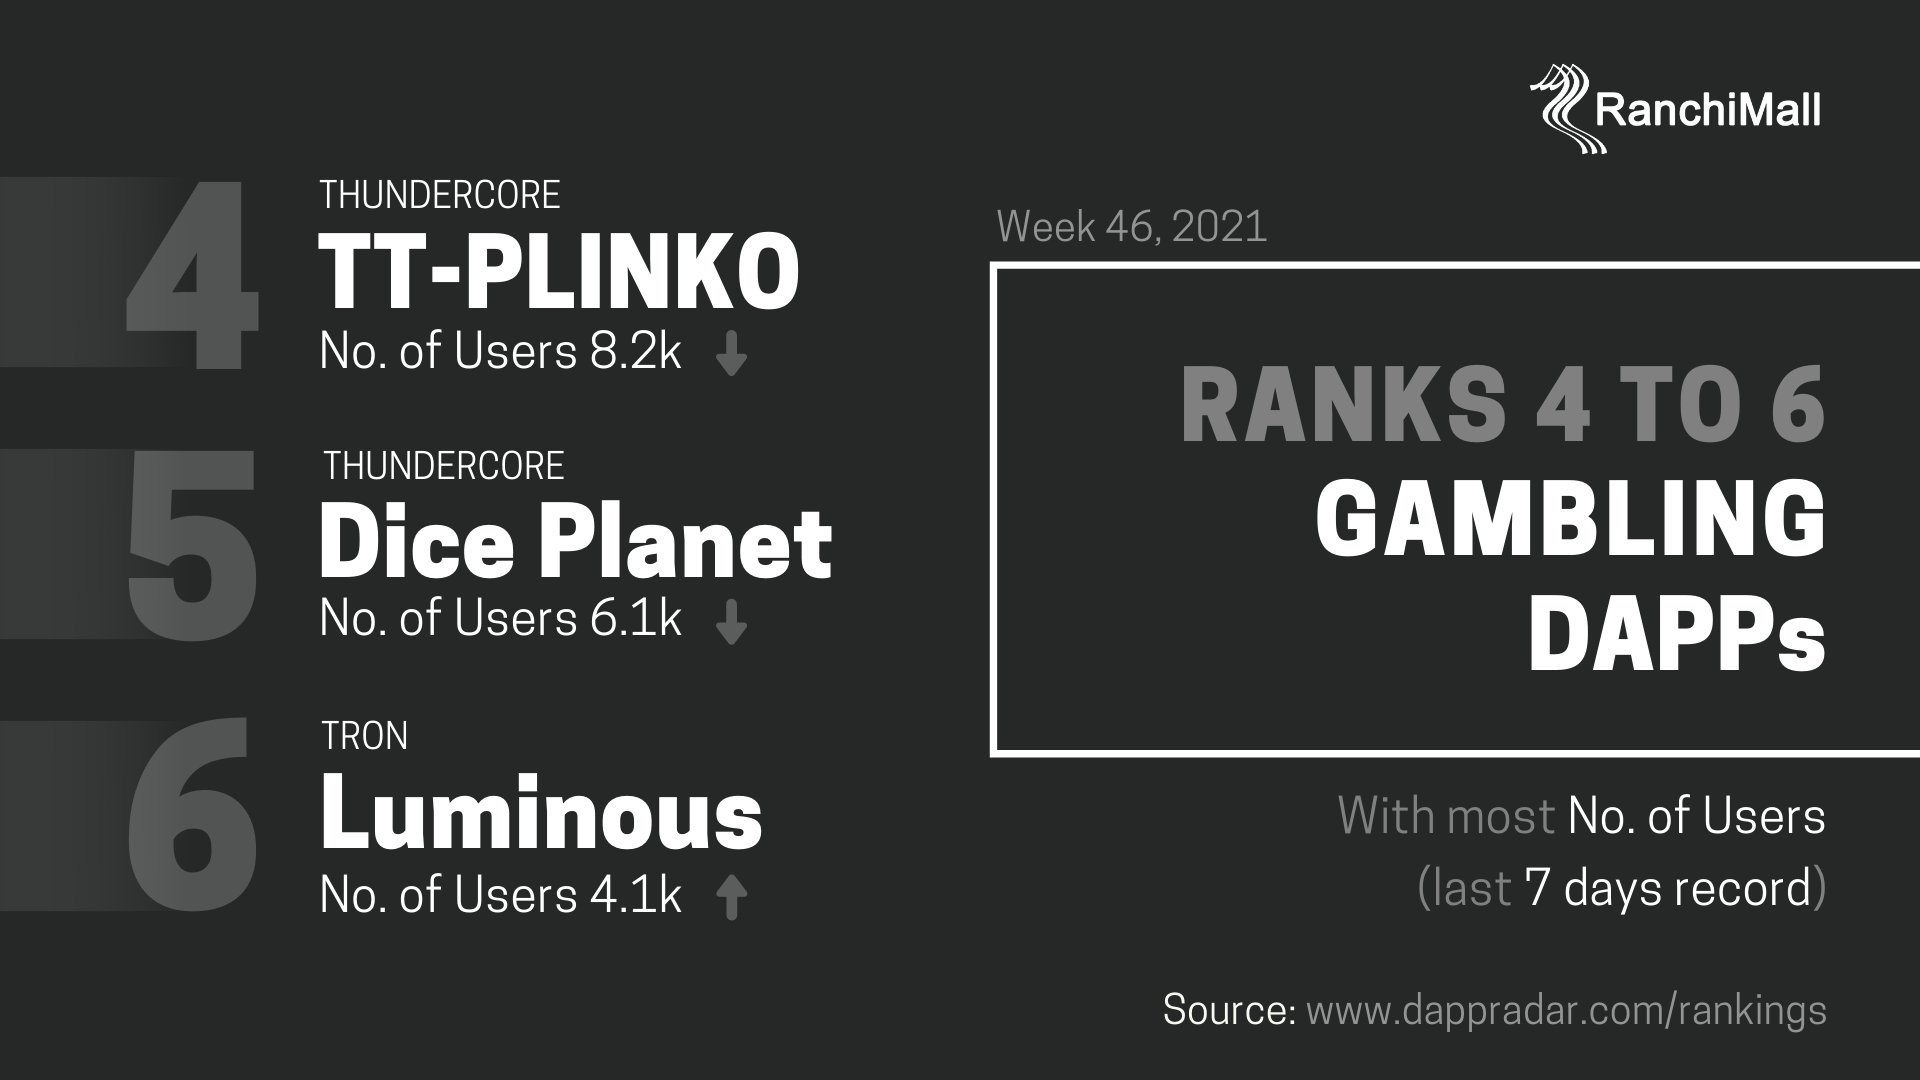 RanchiMall
4
THUNDERCORE
TT-PLINKO
No. of Users 8.2k
5
THUNDERCORE
Dice Planet
No. of Users 6.1k
6
TRON
Luminous
No. of Users 4.1k
Week 46, 2021
RANKS 4 TO 6
GAMBLING
DAPPs
With most No. of Users
(last 7 days record)
Source: www.dappradar.com/rankings